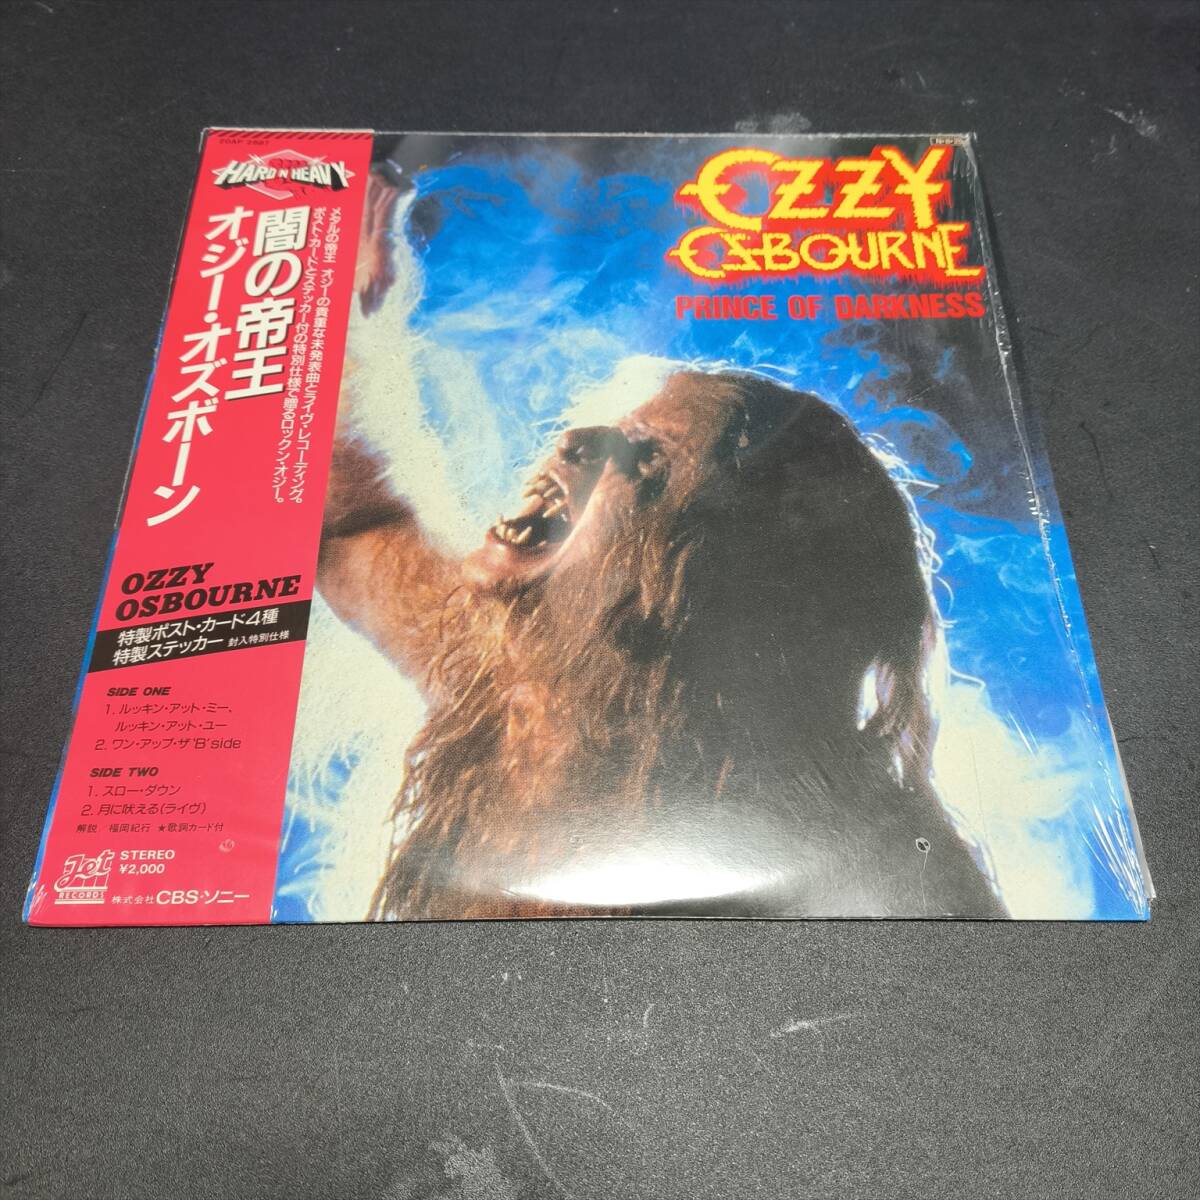 20AP 2587
HARD'N'HEAVY
闇の帝王
オジー・オズボーン
メタルの帝王 オジーの貴重な未発表曲とライヴ・レコーディング。
ポスト・カードとステッカー付の特別仕様で贈るロックン・オジー。
OZZY
OSBOURNE
特製ポスト・カード4種
特製ステッカー 封入特別仕様
SIDE ONE
1. ルッキン・アット・ミー、
ルッキン・アット・ユー
2. ワン・アップ・ザ'B'side
SIDE TWO
1. スロー・ダウン
2. 月に吠える(ライヴ)
解説/福岡紀行 ★歌詞カード付
Jet
RECORDS
STEREO
¥2,000
株式会社CBS・ソニー
OZZY
OSBOURNE
PRINCE OF DARKNESS